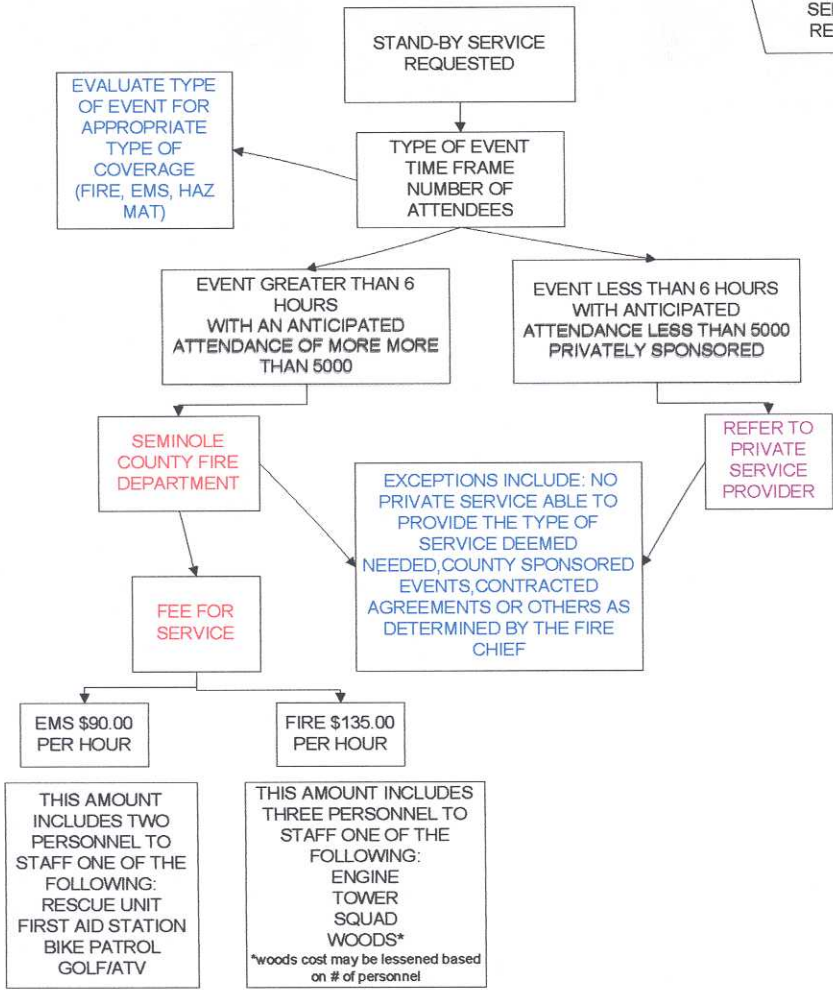 SE
RE
STAND-BY SERVICE
REQUESTED
EVALUATE TYPE
OF EVENT FOR
APPROPRIATE
TYPE OF
COVERAGE
(FIRE, EMS, HAZ
MAT)
TYPE OF EVENT
TIME FRAME
NUMBER OF
ATTENDEES
EVENT GREATER THAN 6
HOURS
WITH AN ANTICIPATED
ATTENDANCE OF MORE MORE
THAN 5000
EVENT LESS THAN 6 HOURS
WITH ANTICIPATED
ATTENDANCE LESS THAN 5000
PRIVATELY SPONSORED
SEMINOLE
COUNTY FIRE
DEPARTMENT
REFER TO
PRIVATE
SERVICE
PROVIDER
EXCEPTIONS INCLUDE: NO
PRIVATE SERVICE ABLE TO
PROVIDE THE TYPE OF
SERVICE DEEMED
NEEDED,COUNTY SPONSORED
EVENTS,CONTRACTED
AGREEMENTS OR OTHERS AS
DETERMINED BY THE FIRE
CHIEF
FEE FOR
SERVICE
EMS $90.00
PER HOUR
FIRE $135.00
PER HOUR
THIS AMOUNT
INCLUDES TWO
PERSONNEL TO
STAFF ONE OF THE
FOLLOWING:
RESCUE UNIT
FIRST AID STATION
BIKE PATROL
GOLF/ATV
THIS AMOUNT INCLUDES
THREE PERSONNEL TO
STAFF ONE OF THE
FOLLOWING:
ENGINE
TOWER
SQUAD
WOODS*
*woods cost may be lessened based
on # of personnel